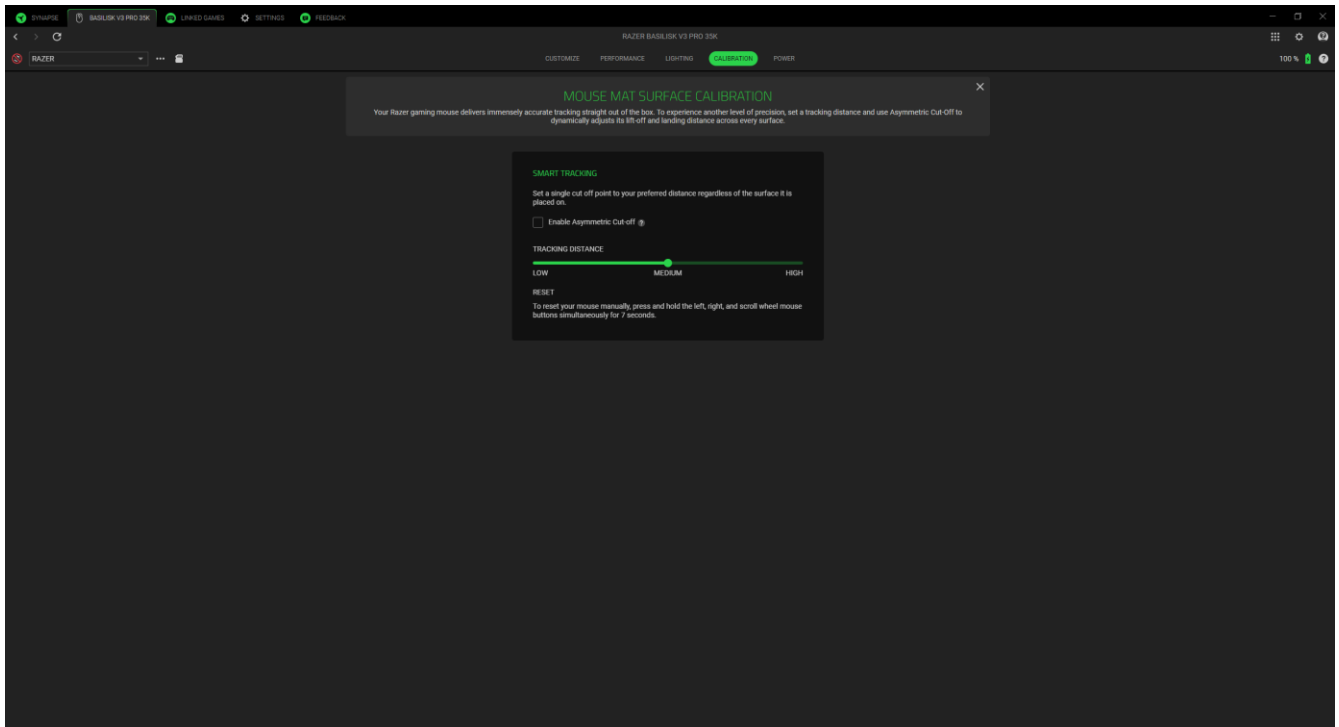 SYNAPSE BASILISK V3 PRO 35K LINKED GAMES SETTINGS FEEDBACK
RAZER BASILISK V3 PRO 35K
RAZER CUSTOMIZE PERFORMANCE LIGHTING CALIBRATION POWER 100 %
MOUSE MAT SURFACE CALIBRATION
Your Razer gaming mouse delivers immensely accurate tracking straight out of the box. To experience another level of precision, set a tracking distance and use Asymmetric Cut-Off to
dynamically adjusts its lift-off and landing distance across every surface.
SMART TRACKING
Set a single cut off point to your preferred distance regardless of the surface it is
placed on.
Enable Asymmetric Cut-off ?
TRACKING DISTANCE
LOW MEDIUM HIGH
RESET
To reset your mouse manually, press and hold the left, right, and scroll wheel mouse
buttons simultaneously for 7 seconds.